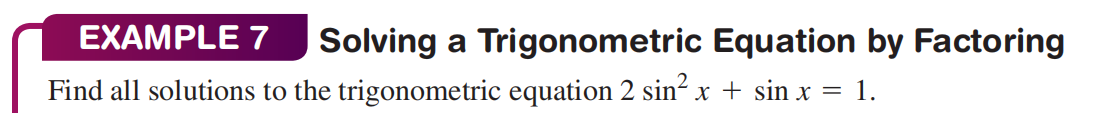 EXAMPLE 7 Solving a Trigonometric Equation by Factoring
Find all solutions to the trigonometric equation 2 sin² x + sin x = 1.